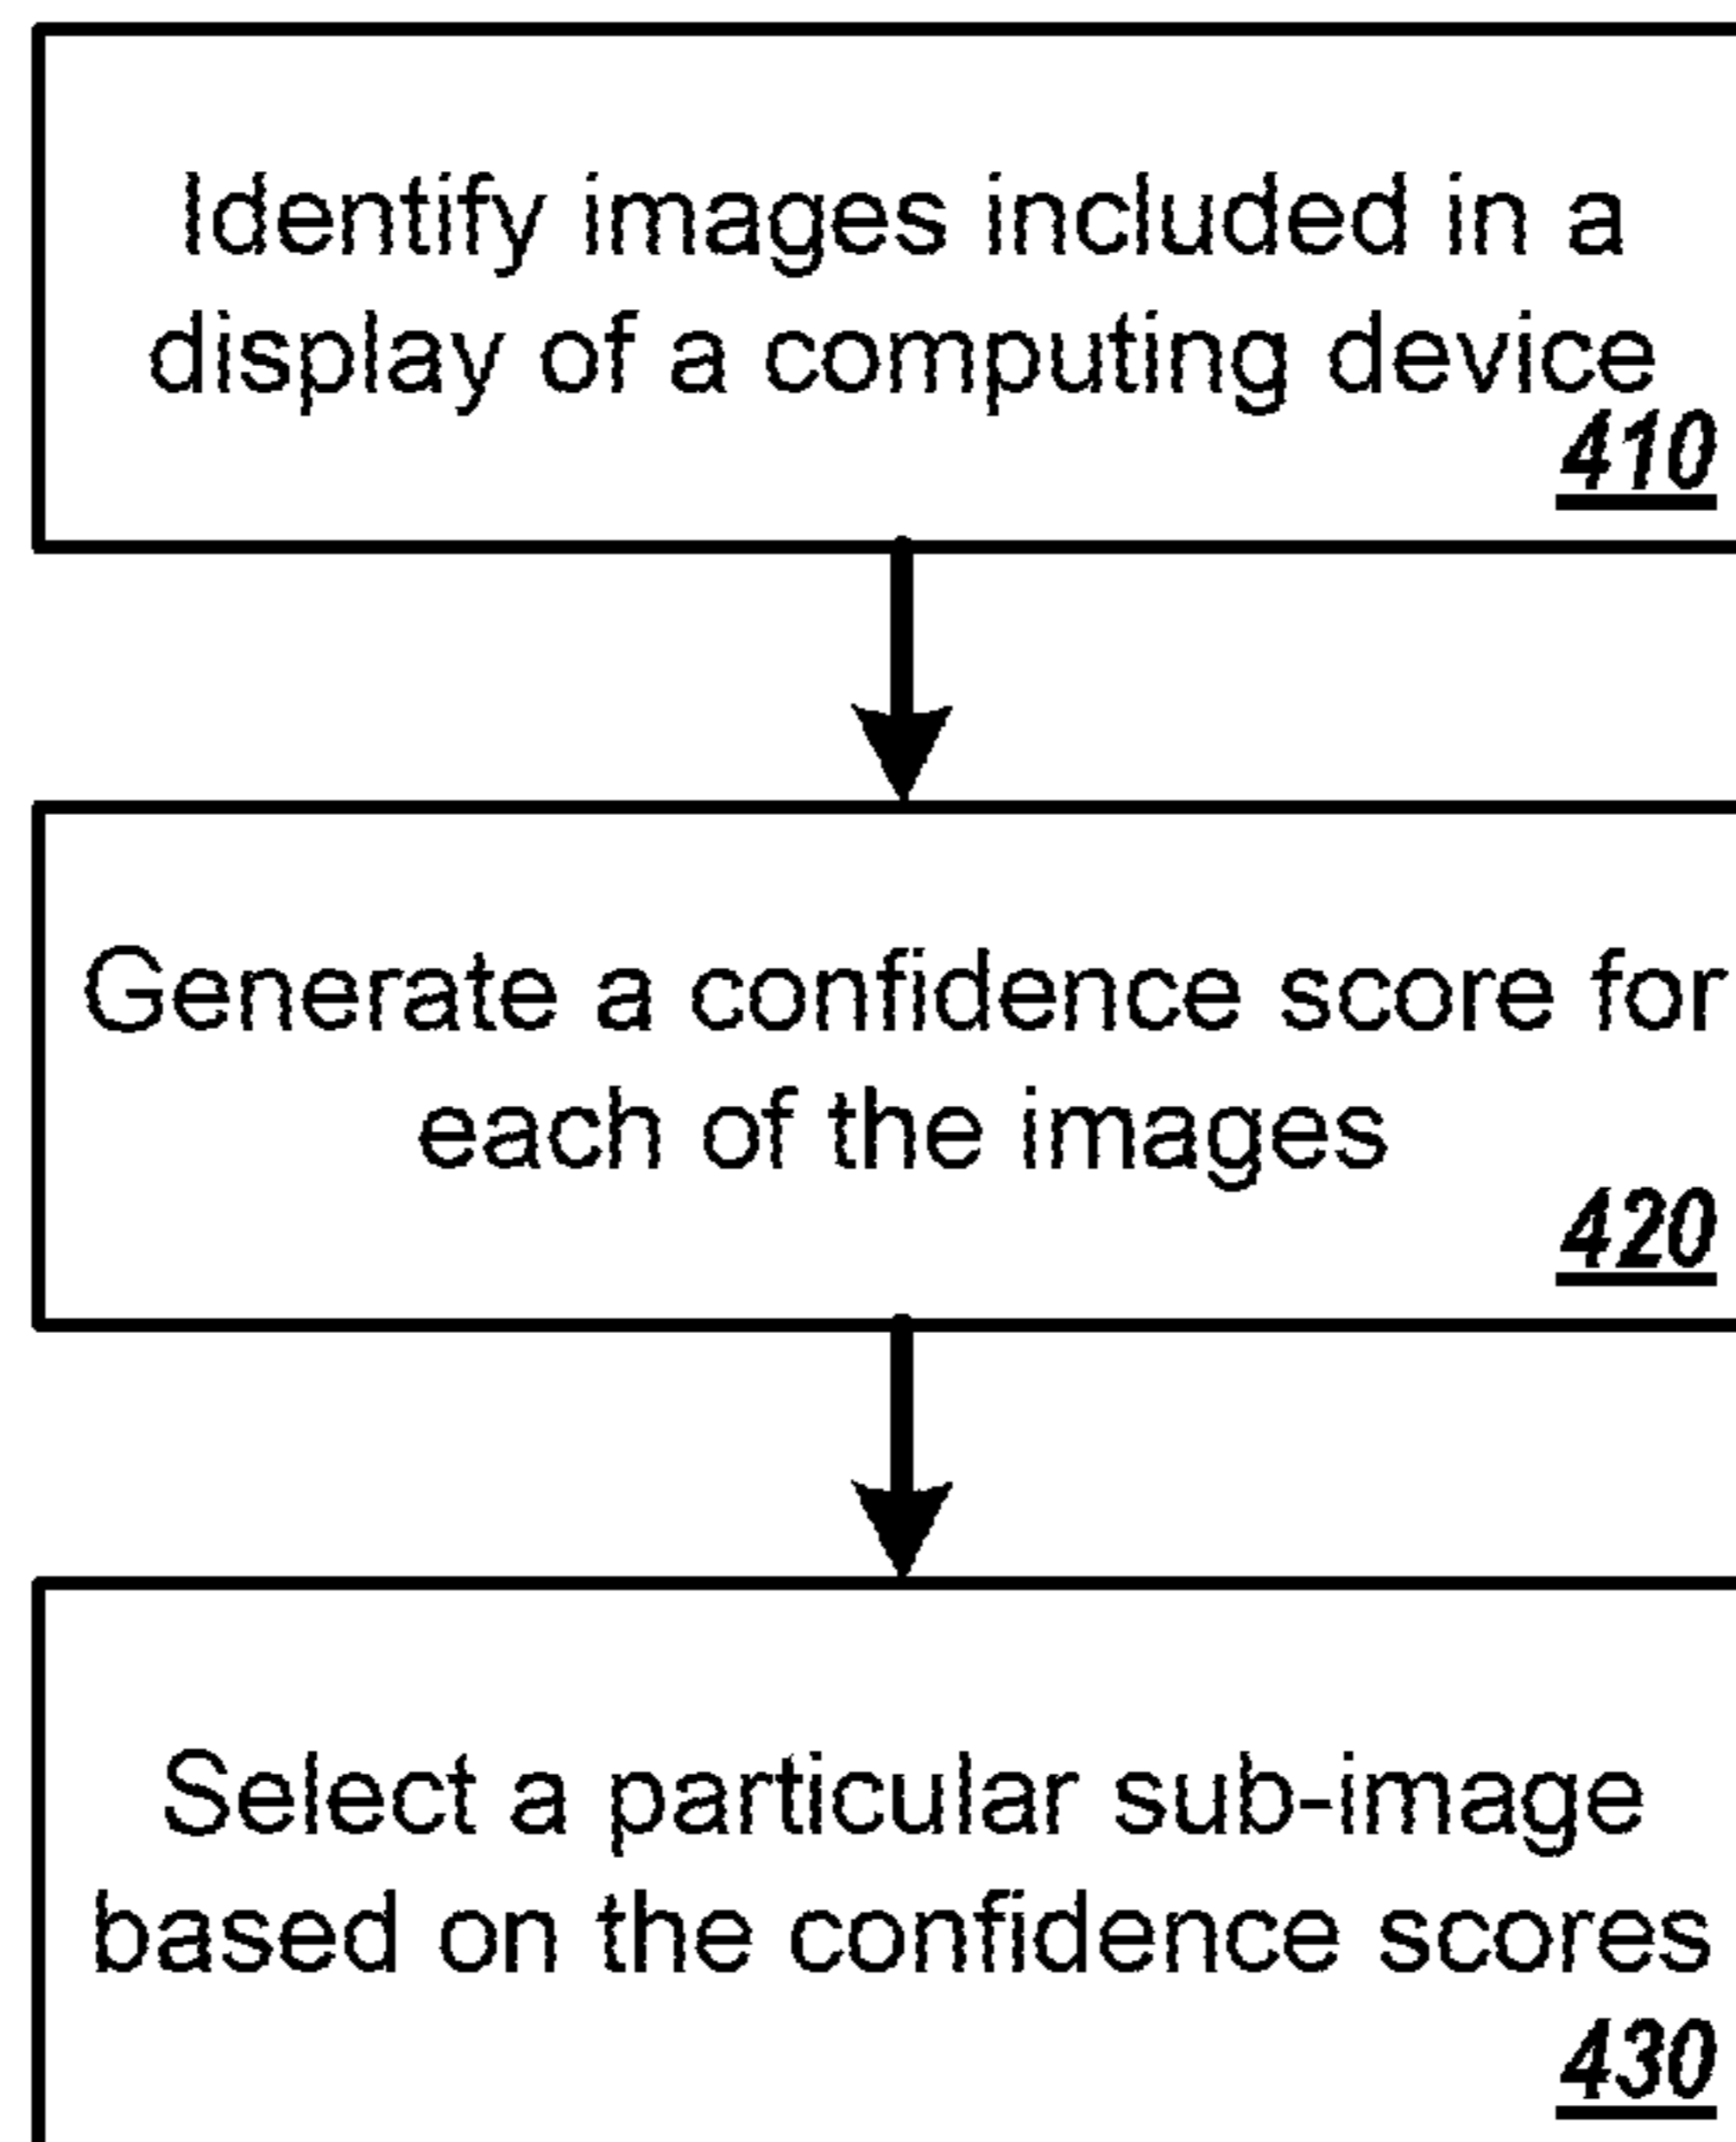 Identify images included in a
display of a computing device
410
Generate a confidence score for
each of the images
420
Select a particular sub-image
based on the confidence scores
430